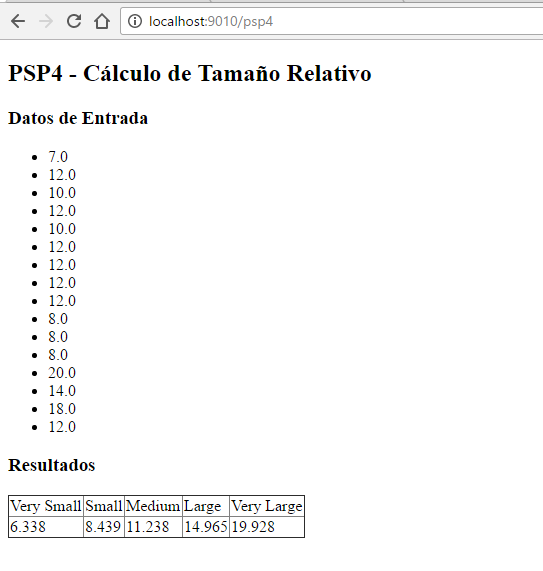 localhost:9010/psp4
PSP4 - Cálculo de Tamaño Relativo
Datos de Entrada
7.0
12.0
10.0
12.0
10.0
12.0
12.0
12.0
12.0
8.0
8.0
8.0
20.0
14.0
18.0
12.0
Resultados
Very Small Small Medium Large Very Large
6.338 8.439 11.238 14.965 19.928